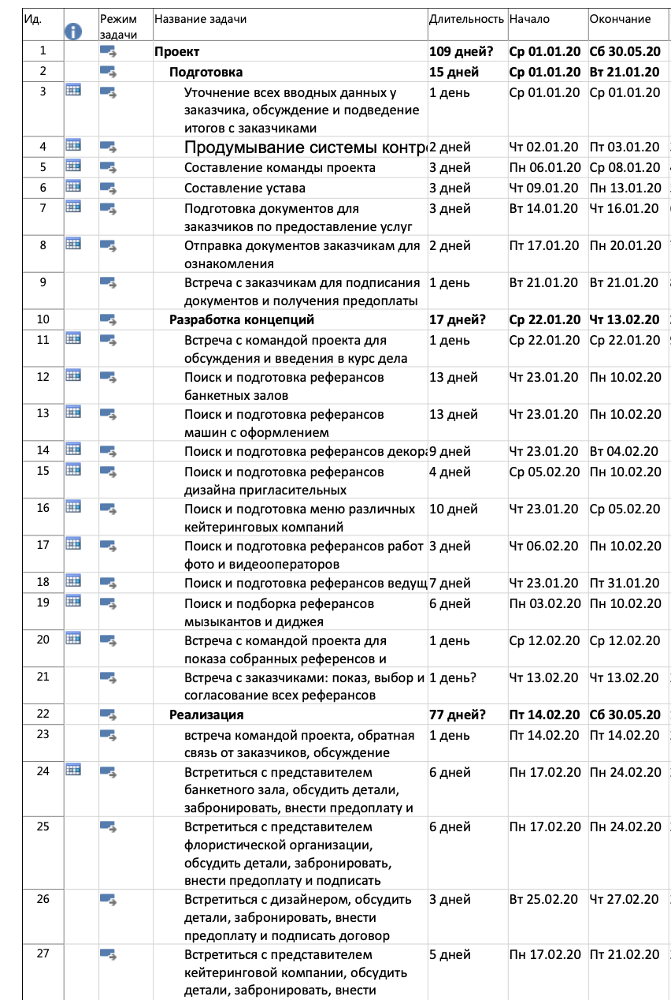 Ид. Режим задачи Название задачи Длительность Начало Окончание
1 Проект 109 дней? Ср 01.01.20 Сб 30.05.20
2 Подготовка 15 дней Ср 01.01.20 Вт 21.01.20
3 Уточнение всех вводных данных у 1 день Ср 01.01.20 Ср 01.01.20
заказчика, обсуждение и подведение
итогов с заказчиками
4 Продумывание системы контр 2 дней Чт 02.01.20 Пт 03.01.20
5 Составление команды проекта 3 дней Пн 06.01.20 Ср 08.01.20
6 Составление устава 3 дней Чт 09.01.20 Пн 13.01.20
7 Подготовка документов для 3 дней Вт 14.01.20 Чт 16.01.20
заказчиков по предоставление услуг
8 Отправка документов заказчикам для 2 дней Пт 17.01.20 Пн 20.01.20
ознакомления
9 Встреча с заказчикам для подписания 1 день Вт 21.01.20 Вт 21.01.20
документов и получения предоплаты
10 Разработка концепций 17 дней? Ср 22.01.20 Чт 13.02.20
11 Встреча с командой проекта для 1 день Ср 22.01.20 Ср 22.01.20
обсуждения и введения в курс дела
12 Поиск и подготовка референсов 13 дней Чт 23.01.20 Пн 10.02.20
банкетных залов
13 Поиск и подготовка референсов 13 дней Чт 23.01.20 Пн 10.02.20
машин с оформлением
14 Поиск и подготовка рефрансов декора 9 дней Чт 23.01.20 Вт 04.02.20
15 Поиск и подготовка реферансов 4 дней Ср 05.02.20 Пн 10.02.20
дизайна пригласительных
16 Поиск и подготовка меню различных 10 дней Чт 23.01.20 Ср 05.02.20
кейтеринговых компаний
17 Поиск и подготовка реферансов работ 3 дней Чт 06.02.20 Пн 10.02.20
фото и видеооператоров
18 Поиск и подготовка реферансов ведущ 7 дней Чт 23.01.20 Пт 31.01.20
19 Поиск и подборка реферансов 6 дней Пн 03.02.20 Пн 10.02.20
мызыкантов и диджея
20 Встреча с командой проекта для 1 день Ср 12.02.20 Ср 12.02.20
показа собранных референсов и
21 Встреча с заказчиками: показ, выбор и 1 день? Чт 13.02.20 Чт 13.02.20
согласование всех реферансов
22 Реализация 77 дней? Пт 14.02.20 Сб 30.05.20
23 встреча командой проекта, обратная 1 день Пт 14.02.20 Пт 14.02.20
связь от заказчиков, обсуждение
24 Встретиться с представителем 6 дней Пн 17.02.20 Пн 24.02.20
банкетного зала, обсудить детали,
забронировать, внести предоплату и
25 Встретиться с представителем 6 дней Пн 17.02.20 Пн 24.02.20
флористической организации,
обсудить детали, забронировать,
внести предоплату и подписать
26 Встретиться с дизайнером, обсудить 3 дней Вт 25.02.20 Чт 27.02.20
детали, забронировать, внести
предоплату и подписать договор
27 Встретиться с представителем 5 дней Пн 17.02.20 Пт 21.02.20
кейтеринговой компании, обсудить
детали, забронировать, внести